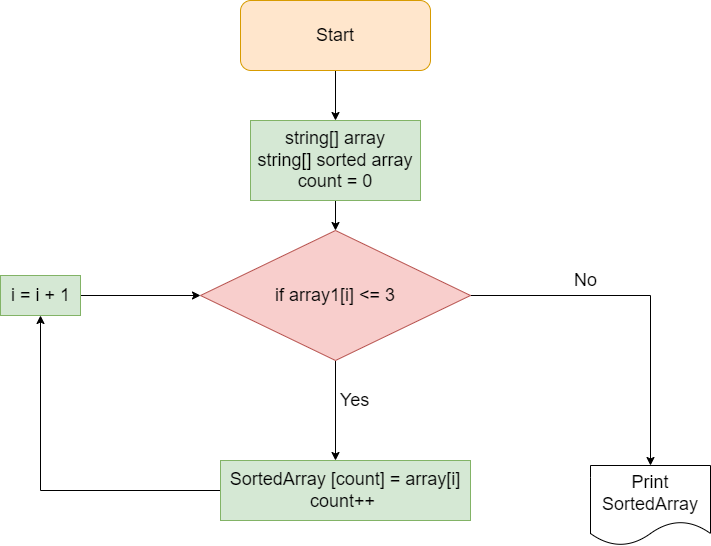 Start
string[] array
string[] sorted array
count = 0
if array1[i] <= 3
No
i = i + 1
Yes
SortedArray [count] = array[i]
count++
Print
SortedArray